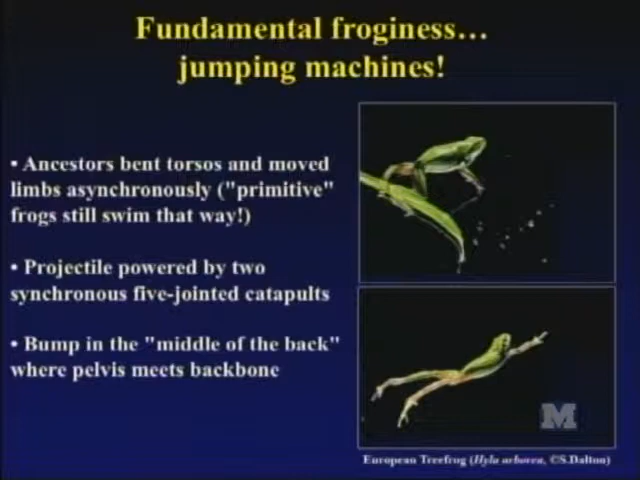 Fundamental froginess...
jumping machines!
• Ancestors bent torsos and moved
limbs asynchronously ("primitive"
frogs still swim that way!)
• Projectile powered by two
synchronous five-jointed catapults
• Bump in the "middle of the back"
where pelvis meets backbone
M
European Treefrog (Hyla arborea, ©S.Dalton)